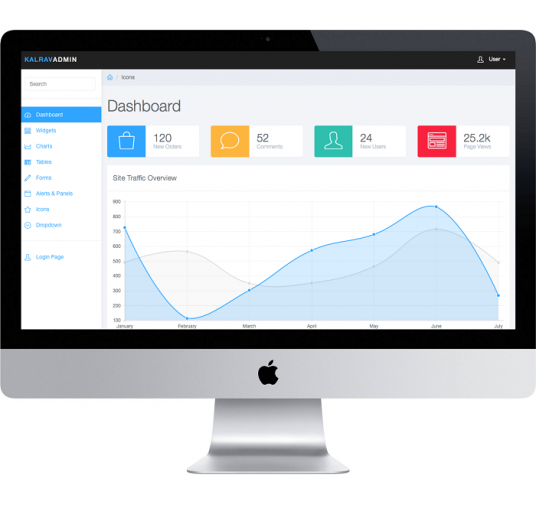 KALRAVADMIN
User
Search
Icons
Dashboard
Dashboard
Widgets
Charts
Tables
Forms
Alerts & Panels
Icons
Dropdown
Login Page
120
New Orders
52
Comments
24
New Users
25.2k
Page Views
Site Traffic Overview
900
800
700
600
500
400
300
200
100
January
February
March
April
May
June
July